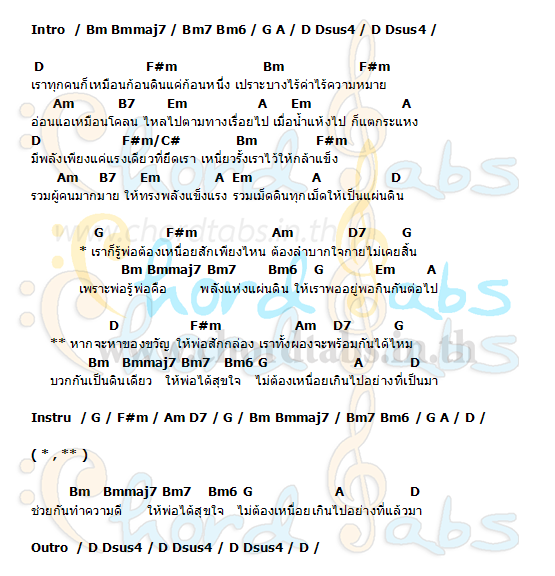 Intro / Bm Bmmaj7 / Bm7 Bm6 / G A / D Dsus4 / D Dsus4 /
D F#m Bm F#m
เราทุกคนก็เหมือนก้อนดินแค่ก้อนหนึ่ง เปราะบางไร้ค่าไร้ความหมาย
Am B7 Em A Em A
อ่อนแอเหมือนโคลน ไหลไปตามทางเรื่อยไป เมื่อน้ำแห้งไป ก็แตกระแหง
D F#m/C# Bm F#m
มีพลังเพียงแค่แรงเดียวที่ยึดเรา เหนี่ยวรั้งเราไว้ให้กล้าแข็ง
Am B7 Em A Em A D
รวมผู้คนมากมาย ให้ทรงพลังแข็งแรง รวมเม็ดดินทุกเม็ดให้เป็นแผ่นดิน
G F#m Am D7 G
* เราก็รู้พ่อต้องเหนื่อยสักเพียงไหน ต้องลำบากใจกายไม่เคยสิ้น
Bm Bmmaj7 Bm7 Bm6 G Em A
เพราะพ่อรู้พ่อคือ พลังแห่งแผ่นดิน ให้เราพออยู่พอกินกันต่อไป
D F#m Am D7 G
** หากจะหาของขวัญ ให้พ่อสักกล่อง เราทั้งผองจะพร้อมกันได้ไหม
Bm Bmmaj7 Bm7 Bm6 G A D
บวกกันเป็นดินเดียว ให้พ่อได้สุขใจ ไม่ต้องเหนื่อยเกินไปอย่างที่เป็นมา
Instru / G / F#m / Am D7 / G / Bm Bmmaj7 / Bm7 Bm6 / G A / D /
( * , ** )
Bm Bmmaj7 Bm7 Bm6 G A D
ช่วยกันทำความดี ให้พ่อได้สุขใจ ไม่ต้องเหนื่อยเกินไปอย่างที่แล้วมา
Outro / D Dsus4 / D Dsus4 / D Dsus4 / D /
Chord Tabs
www.chordtabs.in.th
Chord Tabs
www.chordtabs.in.th
Chord Tabs